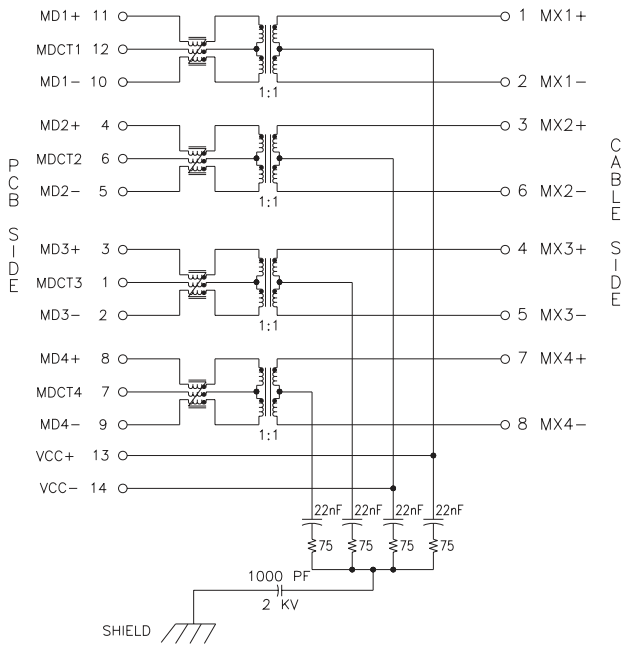 MD1+ 11 1 MX1+
MDCT1 12
MD1- 10 2 MX1-
1:1
MD2+ 4 3 MX2+
MDCT2 6
MD2- 5 6 MX2-
1:1
PCB SIDE
CABLE SIDE
MD3+ 3 4 MX3+
MDCT3 1
MD3- 2 5 MX3-
1:1
MD4+ 8 7 MX4+
MDCT4 7
MD4- 9 8 MX4-
1:1
VCC+ 13
VCC- 14
22nF 22nF 22nF 22nF
75 75 75 75
1000 PF
2 KV
SHIELD